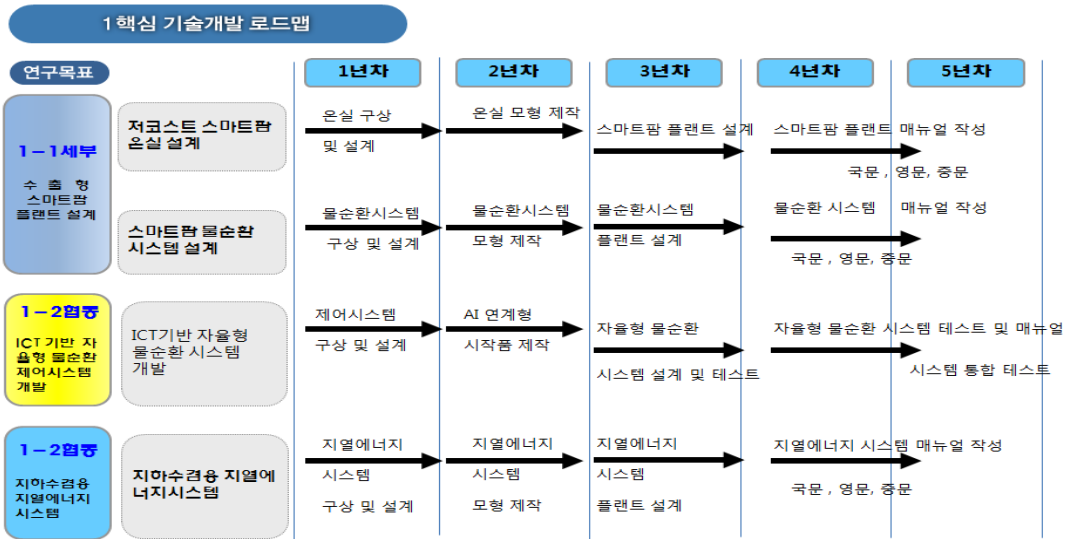 1핵심 기술개발 로드맵
연구목표
1년차
2년차
3년차
4년차
5년차
1-1세부
수 출 형
스마트팜
플랜트 설계
저코스트 스마트팜
온실 설계
온실 구상
및 설계
온실 모형 제작
스마트팜 플랜트 설계
스마트팜 플랜트 매뉴얼 작성
국문 , 영문, 중문
스마트팜 물순환
시스템 설계
물순환시스템
구상 및 설계
물순환시스템
모형 제작
물순환시스템
플랜트 설계
물순환 시스템 매뉴얼 작성
국문 , 영문, 중문
1-2협동
ICT기반 자
율형 물순환
제어시스템
개발
ICT기반 자율형
물순환 시스템
개발
제어시스템
구상 및 설계
AI 연계형
시작품 제작
자율형 물순환
시스템 설계 및 테스트
자율형 물순환 시스템 테스트 및 매뉴얼
시스템 통합 테스트
1-2협동
지하수겸용
지열에너지
시스템
지하수겸용 지열에
너지시스템
지열에너지
시스템
구상 및 설계
지열에너지
시스템
모형 제작
지열에너지
시스템
플랜트 설계
지열에너지 시스템 매뉴얼 작성
국문 , 영문, 중문